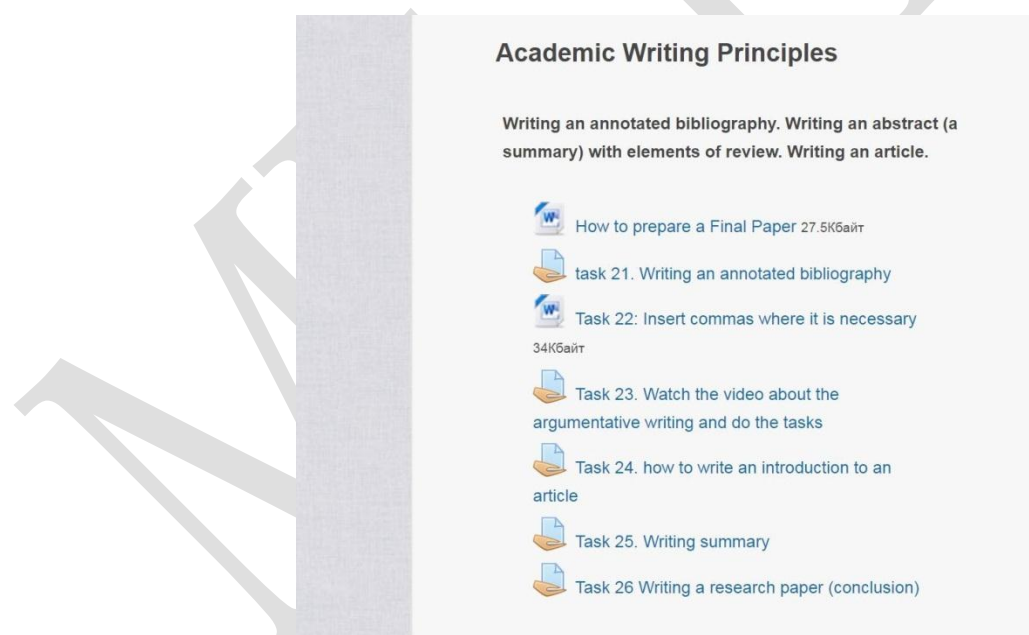 Academic Writing Principles
Writing an annotated bibliography. Writing an abstract (a
summary) with elements of review. Writing an article.
How to prepare a Final Paper 27.5Кбайт
task 21. Writing an annotated bibliography
Task 22: Insert commas where it is necessary
34Кбайт
Task 23. Watch the video about the
argumentative writing and do the tasks
Task 24. how to write an introduction to an
article
Task 25. Writing summary
Task 26 Writing a research paper (conclusion)